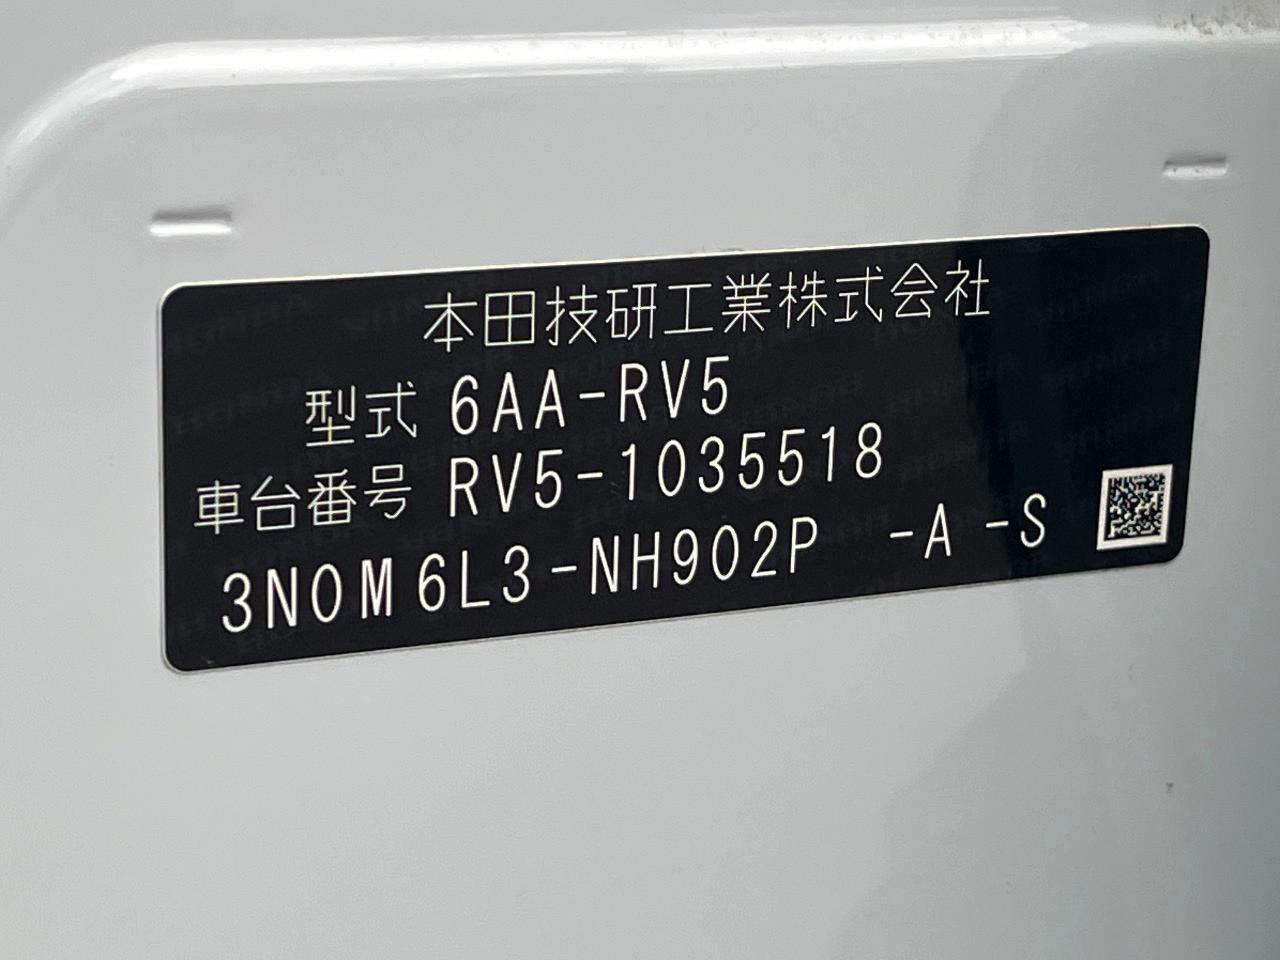 本田技研工業株式会社
型式 6AA-RV5
車台番号 RV5-1035518
3N0M6L3-NH902P -A -S